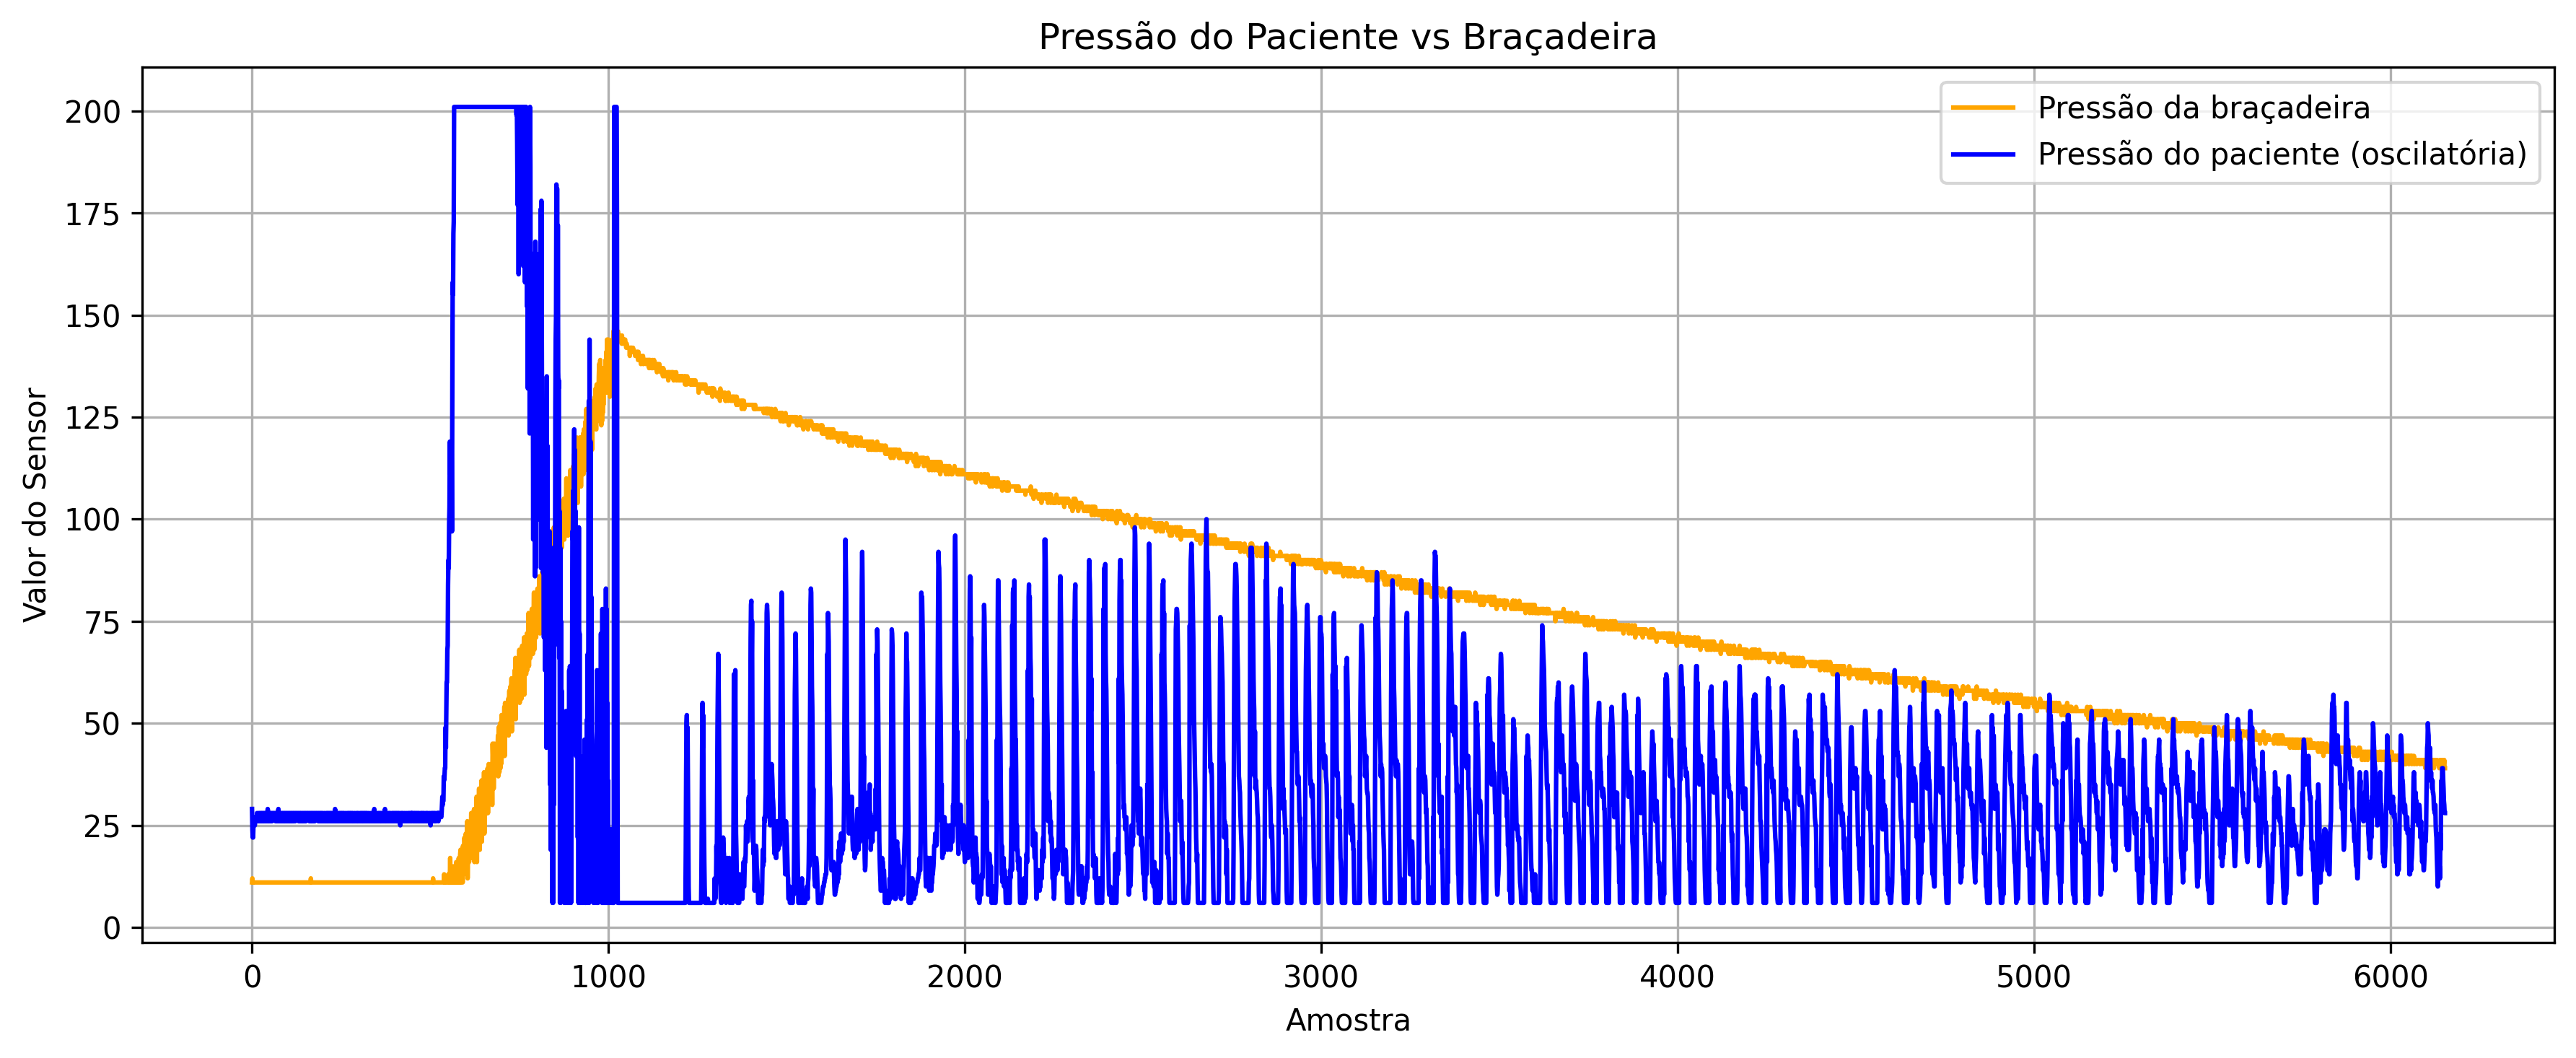 Pressão do Paciente vs Braçadeira
Pressão da braçadeira
Pressão do paciente (oscilatória)
Valor do Sensor
200
175
150
125
100
75
50
25
0
0 1000 2000 3000 4000 5000 6000
Amostra